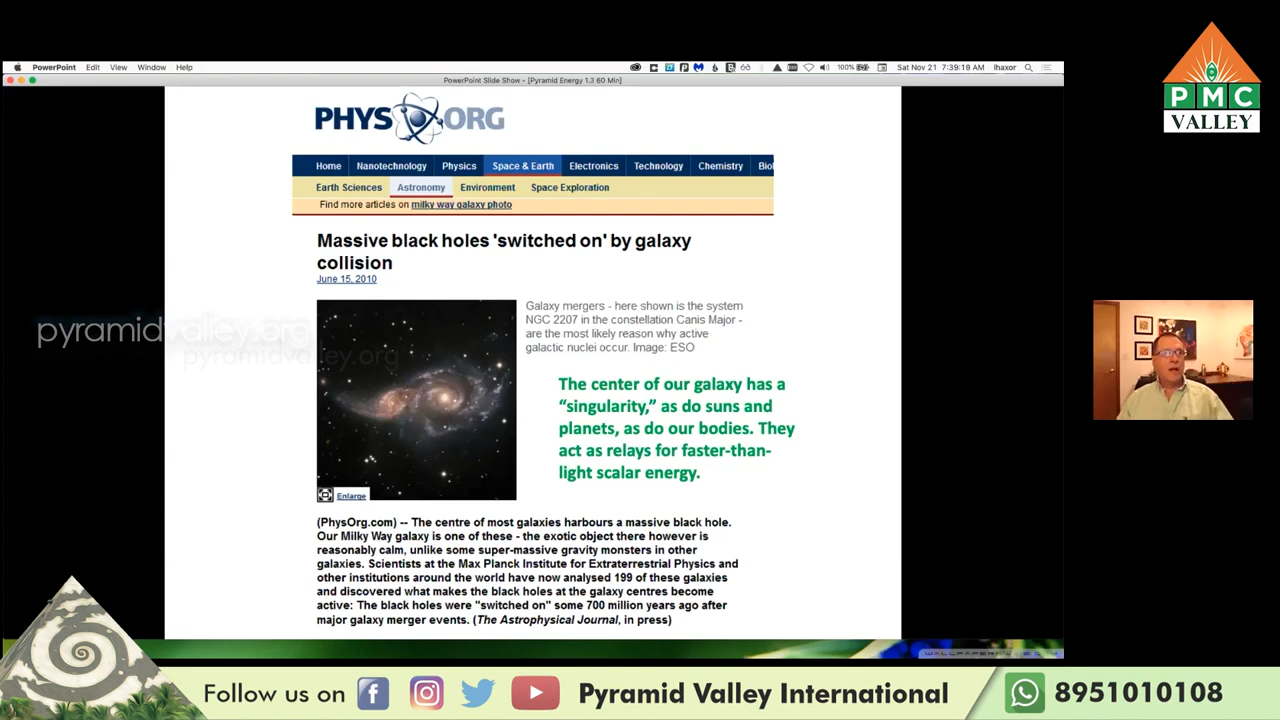 PowerPoint Edit View Window Help
100% Sat Nov 21 7:39:19 AM lhaxor
PowerPoint Slide Show - [Pyramid Energy 1.3 60 Min]
PHYS ORG
Home Nanotechnology Physics Space & Earth Electronics Technology Chemistry Biol
Earth Sciences Astronomy Environment Space Exploration
Find more articles on milky way galaxy photo
Massive black holes 'switched on' by galaxy
collision
June 15, 2010
Galaxy mergers - here shown is the system
NGC 2207 in the constellation Canis Major -
are the most likely reason why active
galactic nuclei occur. Image: ESO
The center of our galaxy has a
“singularity,” as do suns and
planets, as do our bodies. They
act as relays for faster-than-
light scalar energy.
Enlarge
(PhysOrg.com) -- The centre of most galaxies harbours a massive black hole.
Our Milky Way galaxy is one of these - the exotic object there however is
reasonably calm, unlike some super-massive gravity monsters in other
galaxies. Scientists at the Max Planck Institute for Extraterrestrial Physics and
other institutions around the world have now analysed 199 of these galaxies
and discovered what makes the black holes at the galaxy centres become
active: The black holes were "switched on" some 700 million years ago after
major galaxy merger events. (The Astrophysical Journal, in press)
pyramidvalley.org
pyramidvalley.org
PMC
VALLEY
Follow us on
Pyramid Valley International
8951010108